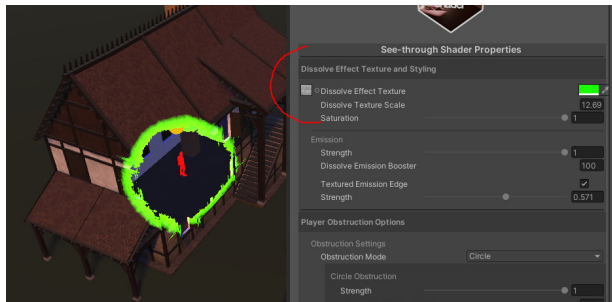 See-through Shader Properties
Dissolve Effect Texture and Styling
Dissolve Effect Texture
Dissolve Texture Scale 12.69
Saturation 1
Emission
Strength 1
Dissolve Emission Booster 100
Textured Emission Edge
Strength 0.571
Player Obstruction Options
Obstruction Settings
Obstruction Mode Circle
Circle Obstruction
Strength 1